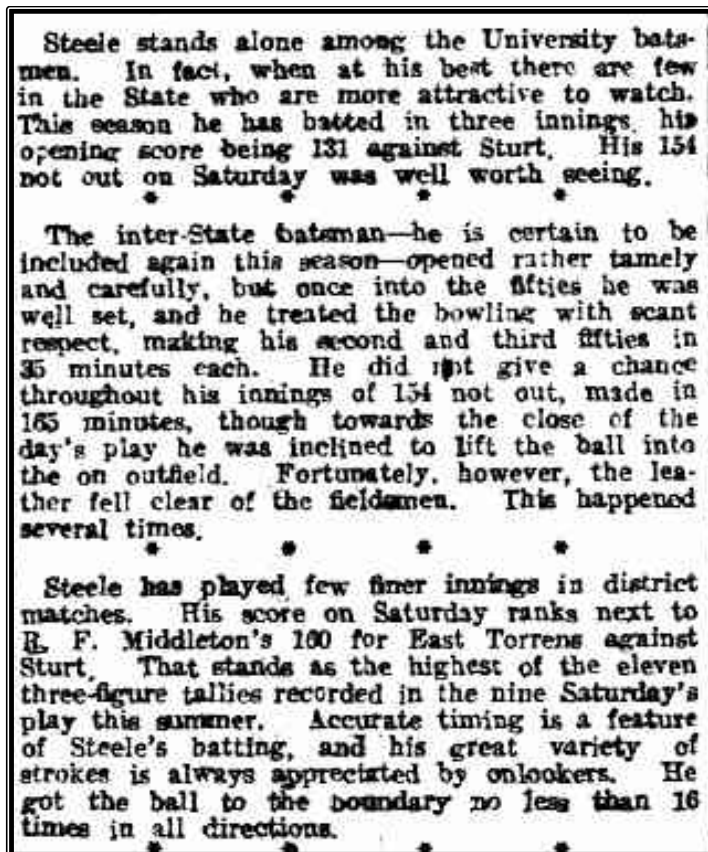 Steele stands alone among the University bats-
men. In fact, when at his best there are few
in the State who are more attractive to watch.
This season he has batted in three innings, his
opening score being 131 against Sturt. His 154
not out on Saturday was well worth seeing.
* * * *
The inter-State batsman—he is certain to be
included again this season—opened rather tamely
and carefully, but once into the fifties he was
well set, and he treated the bowling with scant
respect, making his second and third fifties in
35 minutes each. He did not give a chance
throughout his innings of 154 not out, made in
165 minutes, though towards the close of the
day's play he was inclined to lift the ball into
the on outfield. Fortunately, however, the lea-
ther fell clear of the fieldsmen. This happened
several times.
* * * *
Steele has played few finer innings in district
matches. His score on Saturday ranks next to
R. F. Middleton's 160 for East Torrens against
Sturt. That stands as the highest of the eleven
three-figure tallies recorded in the nine Saturday's
play this summer. Accurate timing is a feature
of Steele's batting, and his great variety of
strokes is always appreciated by onlookers. He
got the ball to the boundary no less than 16
times in all directions.
* * * *